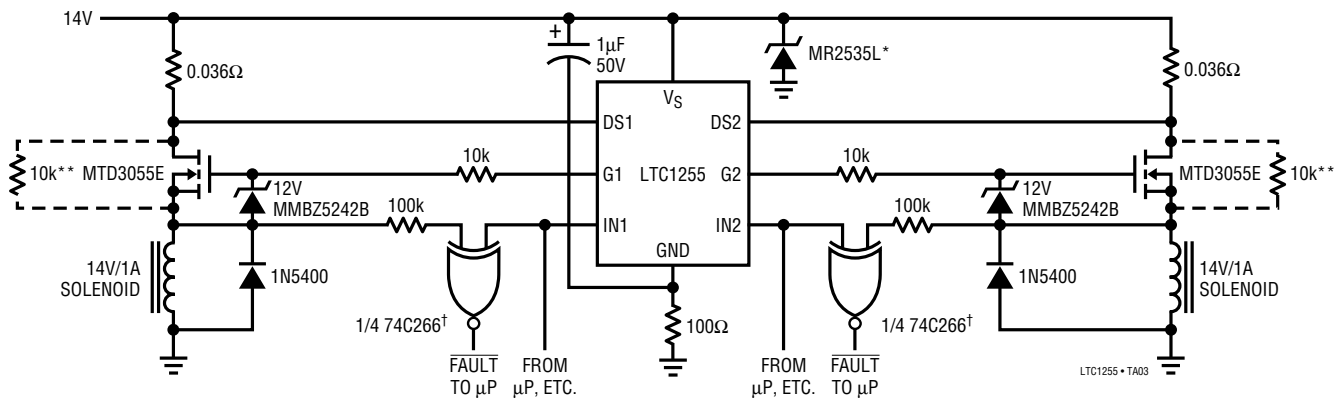 14V
+
1µF
50V
MR2535L*
0.036Ω
0.036Ω
VS
DS1
DS2
10k**
MTD3055E
10k
G1
LTC1255
G2
10k
MTD3055E
10k**
12V
MMBZ5242B
12V
MMBZ5242B
100k
IN1
IN2
100k
GND
14V/1A
SOLENOID
1N5400
1N5400
14V/1A
SOLENOID
1/4 74C266†
100Ω
1/4 74C266†
FAULT
TO µP
FROM
µP, ETC.
FROM
µP, ETC.
FAULT
TO µP
LTC1255 • TA03